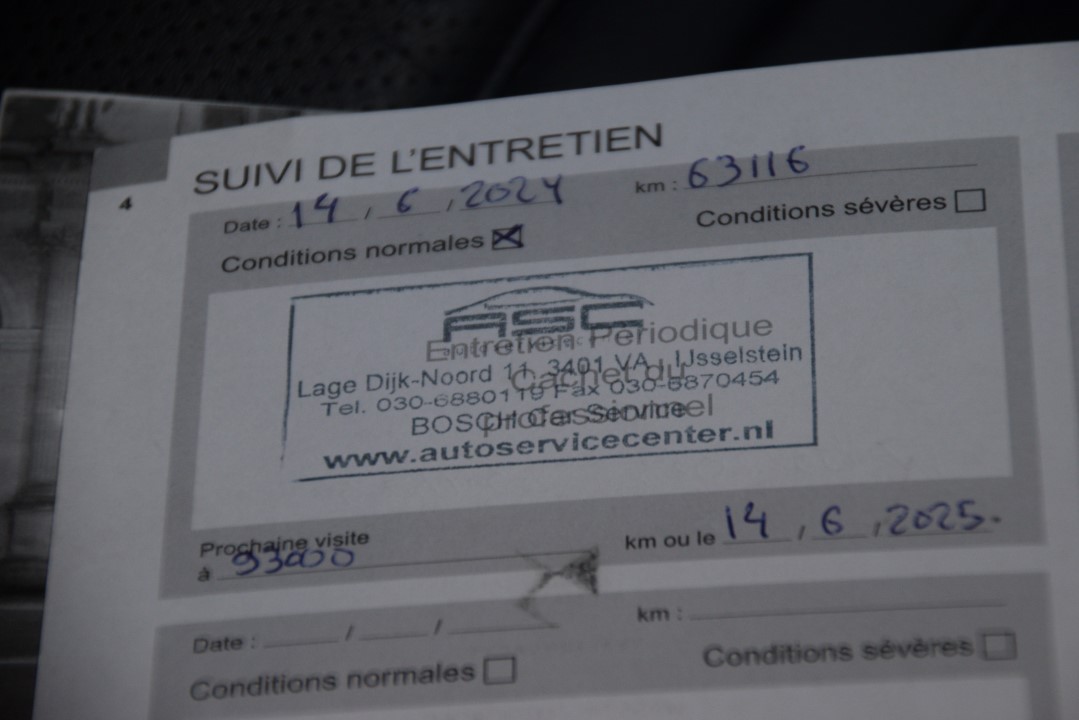 4
SUIVI DE L'ENTRETIEN
Date : 14 / 6 / 2024 km : 63116
Conditions normales ☒ Conditions sévères ☐
ASC
Entretien Périodique
Lage Dijk-Noord 11, 3401 VA IJsselstein
Cachet du
Tel. 030-6880119 Fax 030-6870454
professionnel
BOSCH Car Service
www.autoservicecenter.nl
Prochaine visite
à 93000 km ou le 14 / 6 / 2025.
Date : / / km :
Conditions normales ☐ Conditions sévères ☐